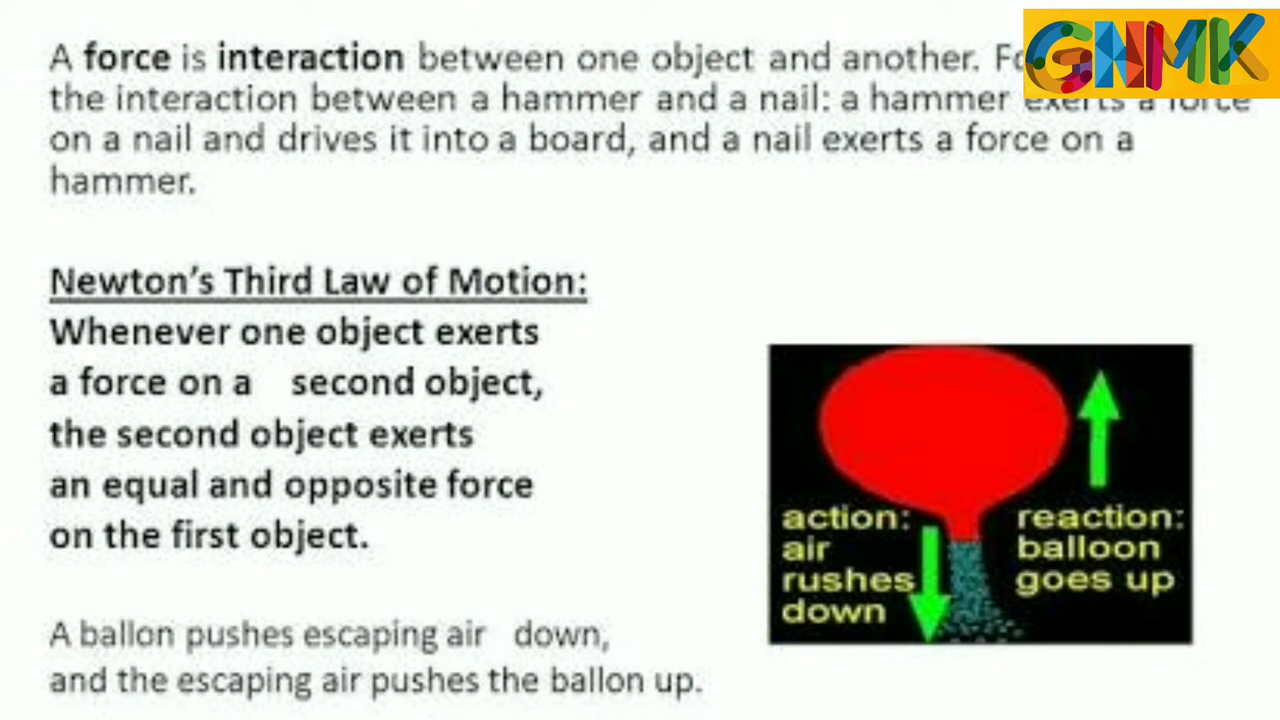 A force is interaction between one object and another.
GNMK
the interaction between a hammer and a nail: a hammer exerts a force
on a nail and drives it into a board, and a nail exerts a force on a
hammer.
Newton's Third Law of Motion:
Whenever one object exerts
a force on a second object,
the second object exerts
an equal and opposite force
on the first object.
action:
air
rushes
down
reaction:
balloon
goes up
A ballon pushes escaping air down,
and the escaping air pushes the ballon up.